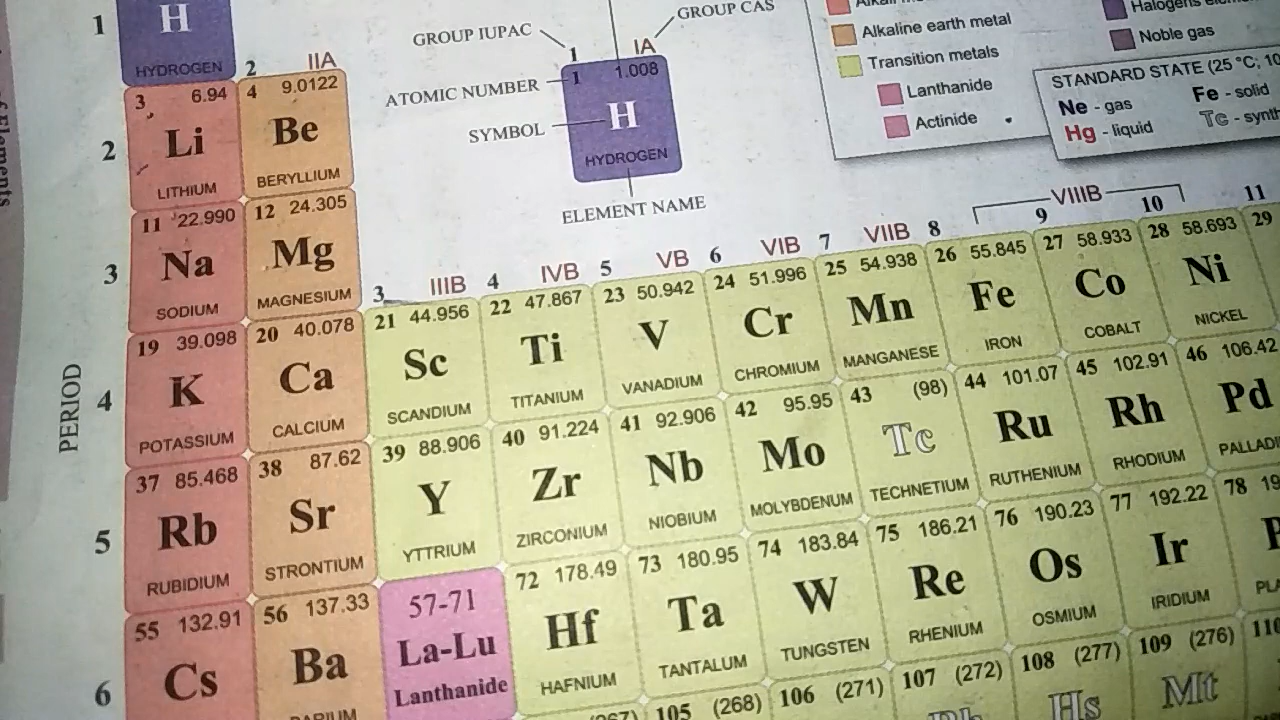 1
H
HYDROGEN
GROUP IUPAC
GROUP CAS
ATOMIC NUMBER
SYMBOL
ELEMENT NAME
1 IA
1 1.008
H
HYDROGEN
Alkaline earth metal
Transition metals
Lanthanide
Actinide
Halogens
Noble gas
STANDARD STATE (25 °C; 10
Ne - gas
Fe - solid
Hg - liquid
Tc - synth
PERIOD
2 IIA
2
3 6.94
Li
LITHIUM
4 9.0122
Be
BERYLLIUM
3
11 22.990
Na
SODIUM
12 24.305
Mg
MAGNESIUM
3 IIIB
4 IVB
5 VB
6 VIB
7 VIIB
8
9
VIIIB
10
11
4
19 39.098
K
POTASSIUM
20 40.078
Ca
CALCIUM
21 44.956
Sc
SCANDIUM
22 47.867
Ti
TITANIUM
23 50.942
V
VANADIUM
24 51.996
Cr
CHROMIUM
25 54.938
Mn
MANGANESE
26 55.845
Fe
IRON
27 58.933
Co
COBALT
28 58.693
Ni
NICKEL
29
5
37 85.468
Rb
RUBIDIUM
38 87.62
Sr
STRONTIUM
39 88.906
Y
YTTRIUM
40 91.224
Zr
ZIRCONIUM
41 92.906
Nb
NIOBIUM
42 95.95
Mo
MOLYBDENUM
43 (98)
Tc
TECHNETIUM
44 101.07
Ru
RUTHENIUM
45 102.91
Rh
RHODIUM
46 106.42
Pd
PALLADI
6
55 132.91
Cs
56 137.33
Ba
BARIUM
57-71
La-Lu
Lanthanide
72 178.49
Hf
HAFNIUM
73 180.95
Ta
TANTALUM
74 183.84
W
TUNGSTEN
75 186.21
Re
RHENIUM
76 190.23
Os
OSMIUM
77 192.22
Ir
IRIDIUM
78 19
PLA
105 (268)
106 (271)
107 (272)
Bh
108 (277)
Hs
109 (276)
Mt
110